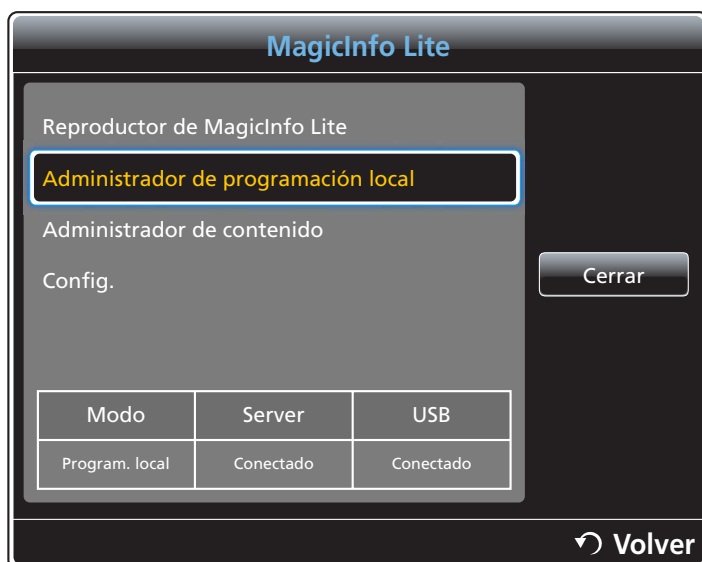 MagicInfo Lite
Reproductor de MagicInfo Lite
Administrador de programación local
Administrador de contenido
Config.
Cerrar
Modo Server USB
Program. local Conectado Conectado
Volver